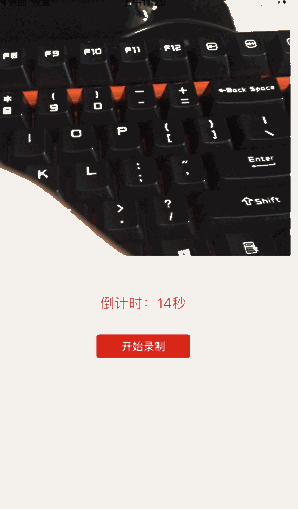 F8 F9 F10 F11 F12
* 8 ( 9 ) 0 _ - + =
←Back Space
I O P { [ } ] | \
K L : ; " '
Enter
> . ? /
⇧Shift
倒计时：14秒
开始录制